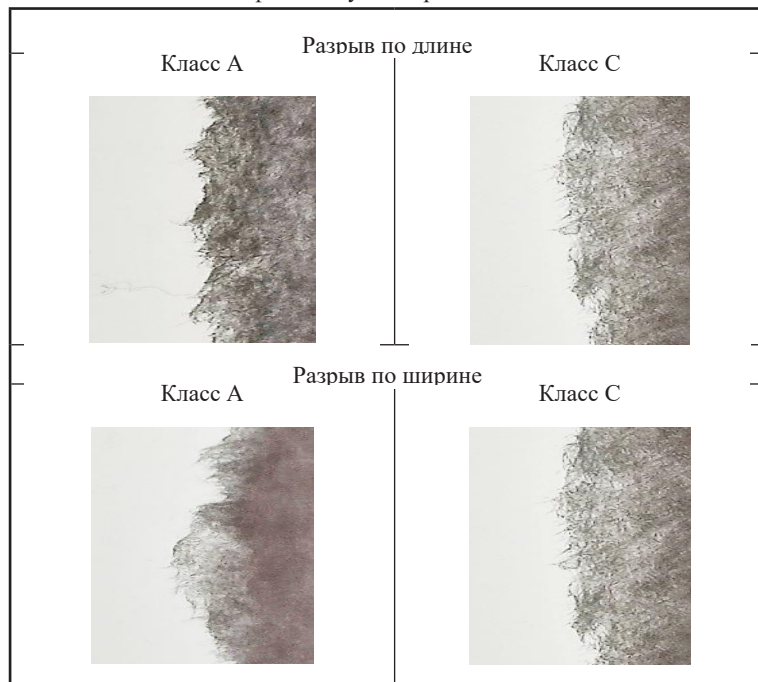 Разрыв по длине
Класс А
Класс С
Разрыв по ширине
Класс А
Класс С